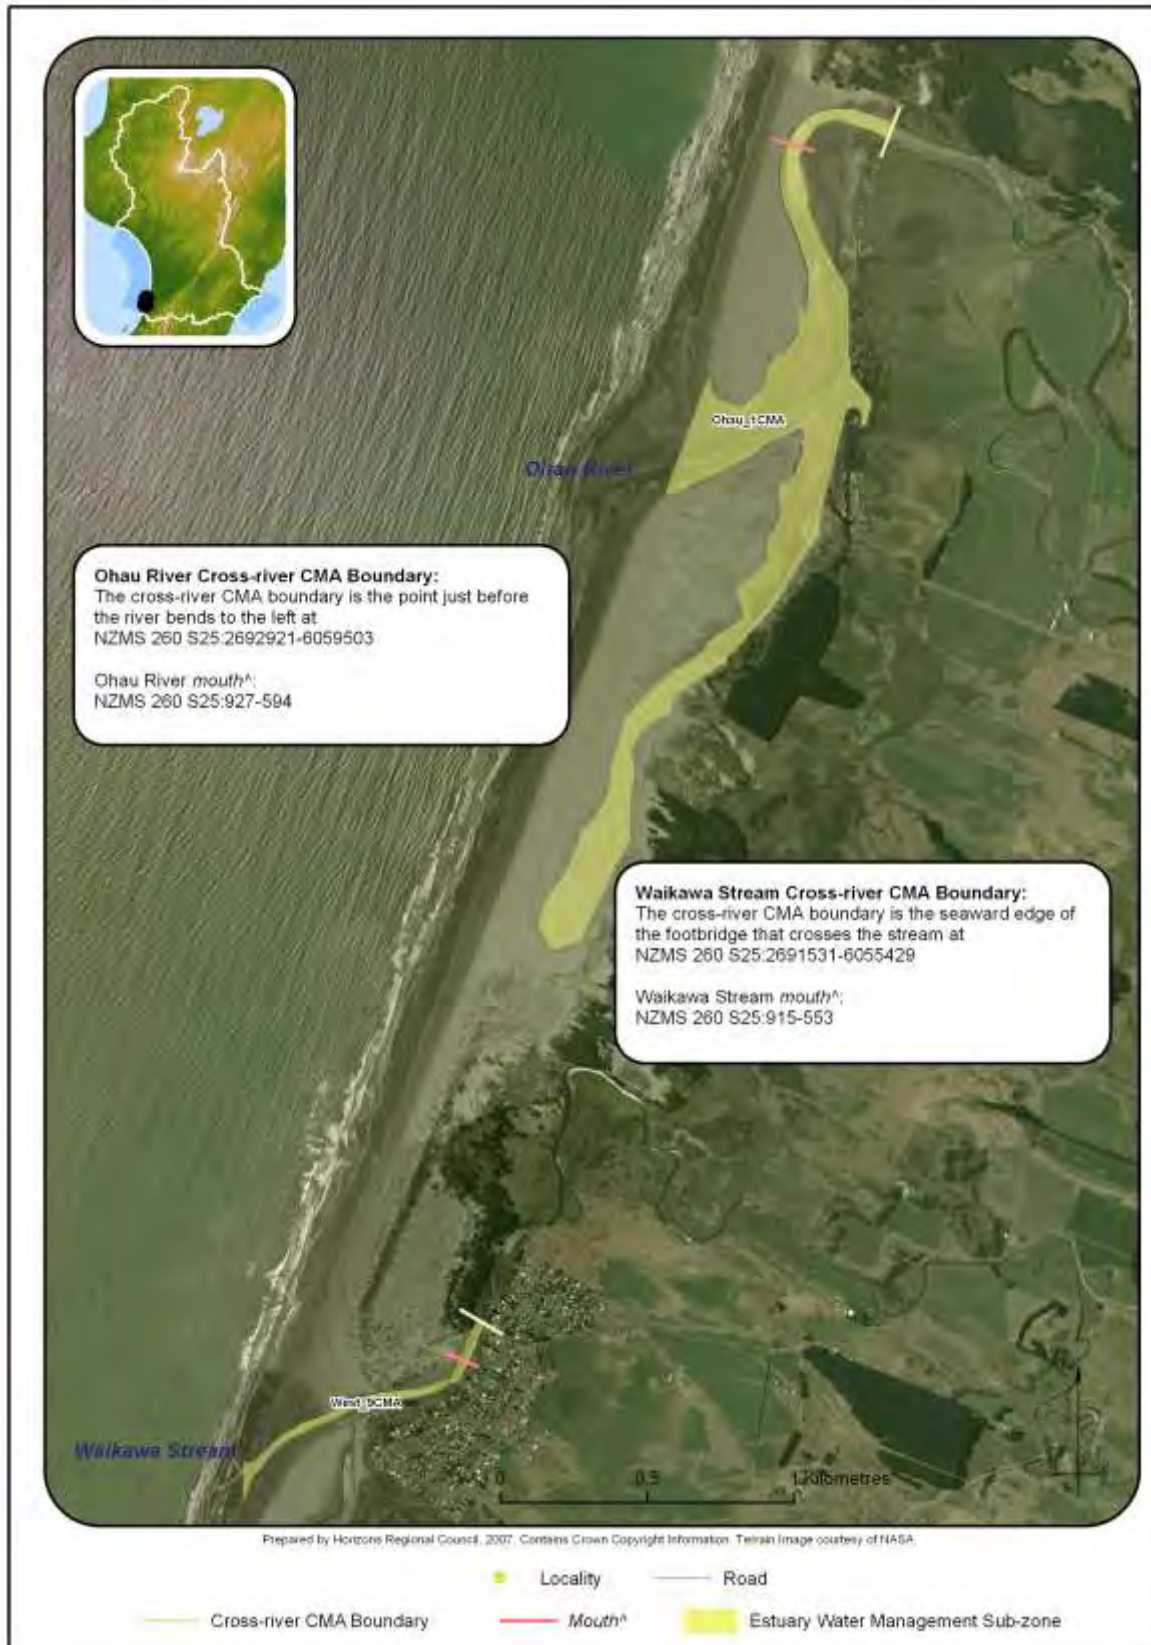 Ohau_1CMA
Ohau River
Ohau River Cross-river CMA Boundary:
The cross-river CMA boundary is the point just before
the river bends to the left at
NZMS 260 S25:2692921-6059503
Ohau River mouth^:
NZMS 260 S25:927-594
Waikawa Stream Cross-river CMA Boundary:
The cross-river CMA boundary is the seaward edge of
the footbridge that crosses the stream at
NZMS 260 S25:2691531-6055429
Waikawa Stream mouth^:
NZMS 260 S25:915-553
West_9CMA
Waikawa Stream
0 0.5 1 Kilometres
Prepared by Horizons Regional Council, 2007. Contains Crown Copyright Information. Terrain Image courtesy of NASA.
Locality Road
Cross-river CMA Boundary Mouth^ Estuary Water Management Sub-zone